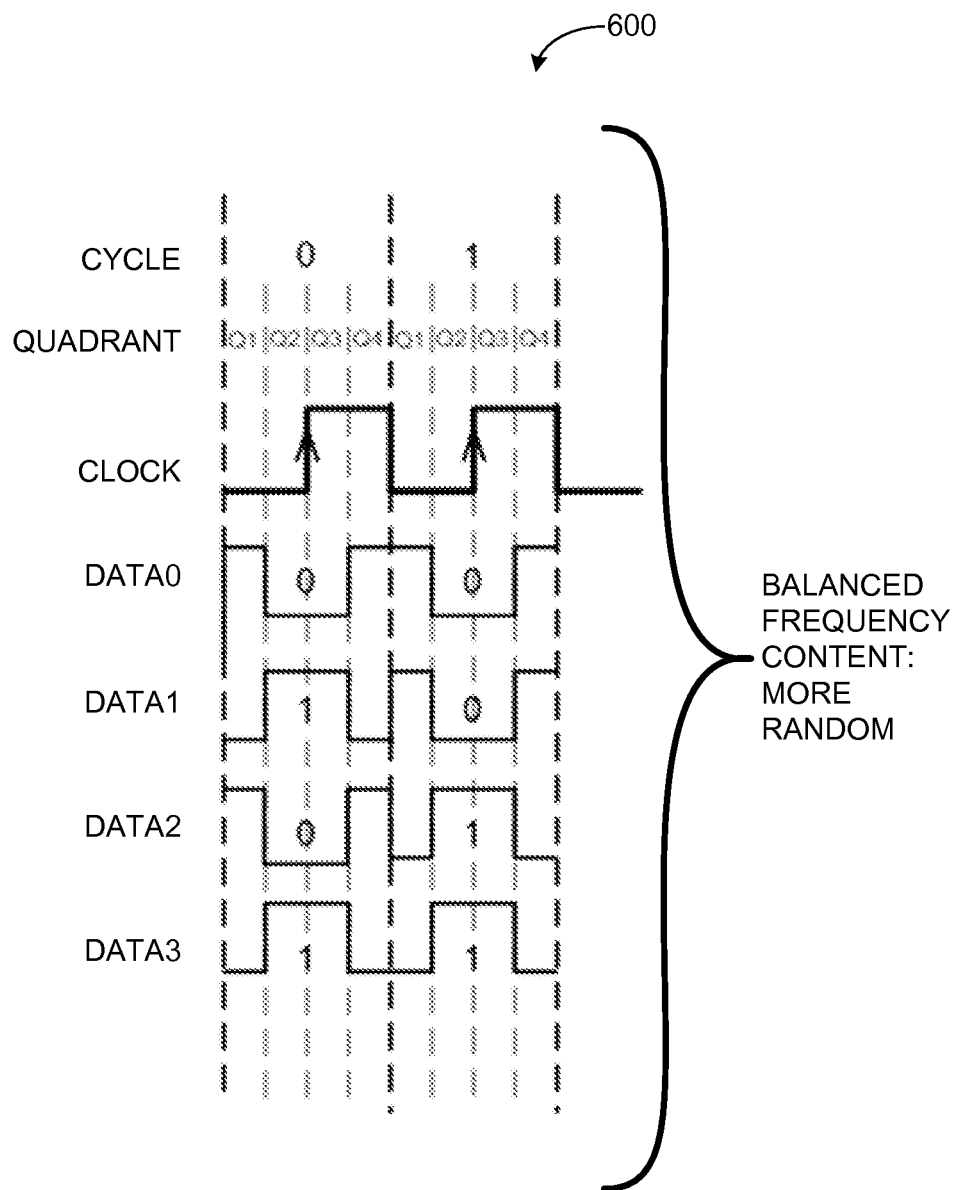 600
CYCLE 0 1
QUADRANT Q1 Q2 Q3 Q4 Q1 Q2 Q3 Q4
CLOCK
DATA0 0 0
DATA1 1 0
DATA2 0 1
DATA3 1 1
BALANCED
FREQUENCY
CONTENT:
MORE
RANDOM